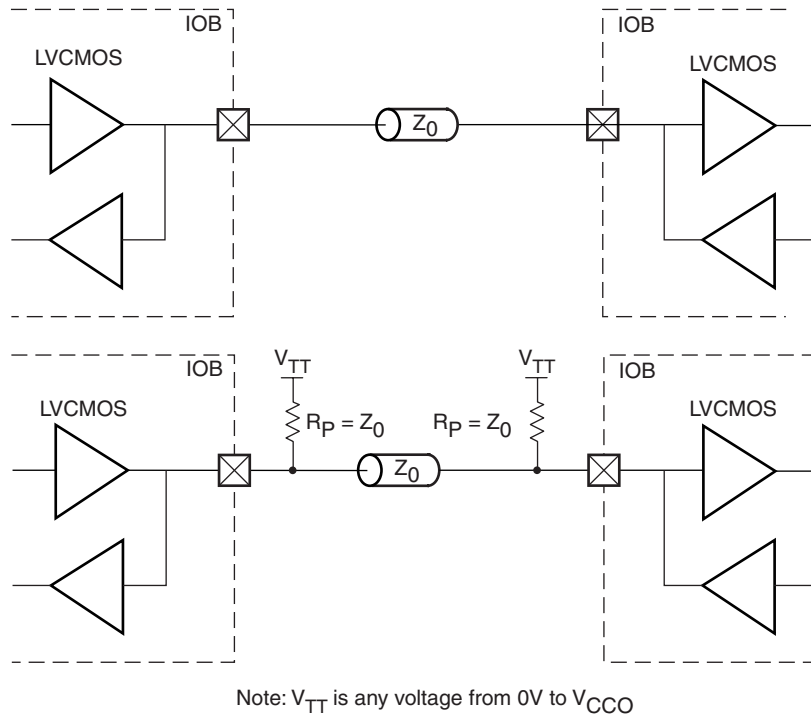 IOB
IOB
LVCMOS
LVCMOS
Z0
IOB
IOB
VTT
VTT
LVCMOS
LVCMOS
RP = Z0
RP = Z0
Z0
Note: VTT is any voltage from 0V to VCCO